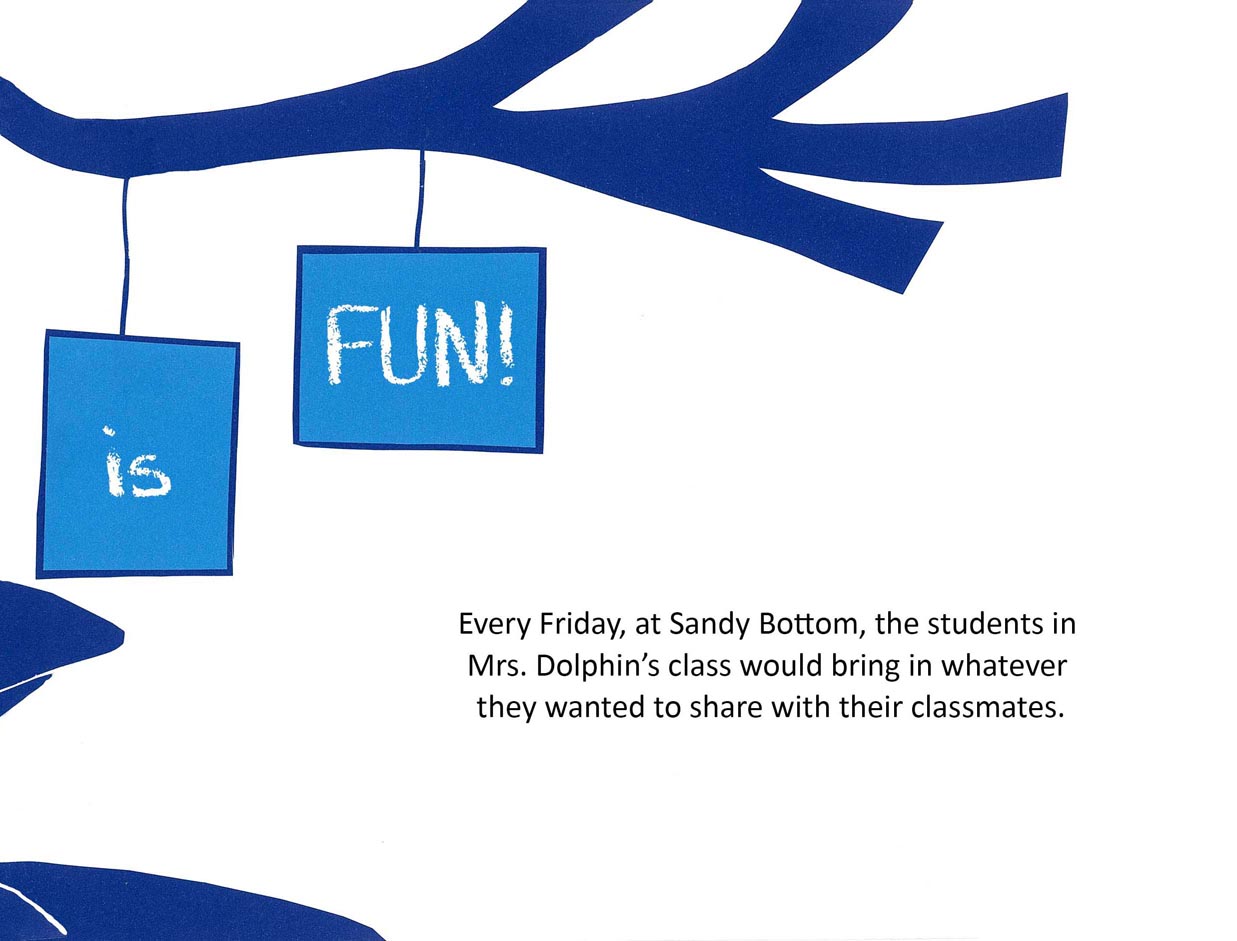 is
FUN!
Every Friday, at Sandy Bottom, the students in
Mrs. Dolphin’s class would bring in whatever
they wanted to share with their classmates.